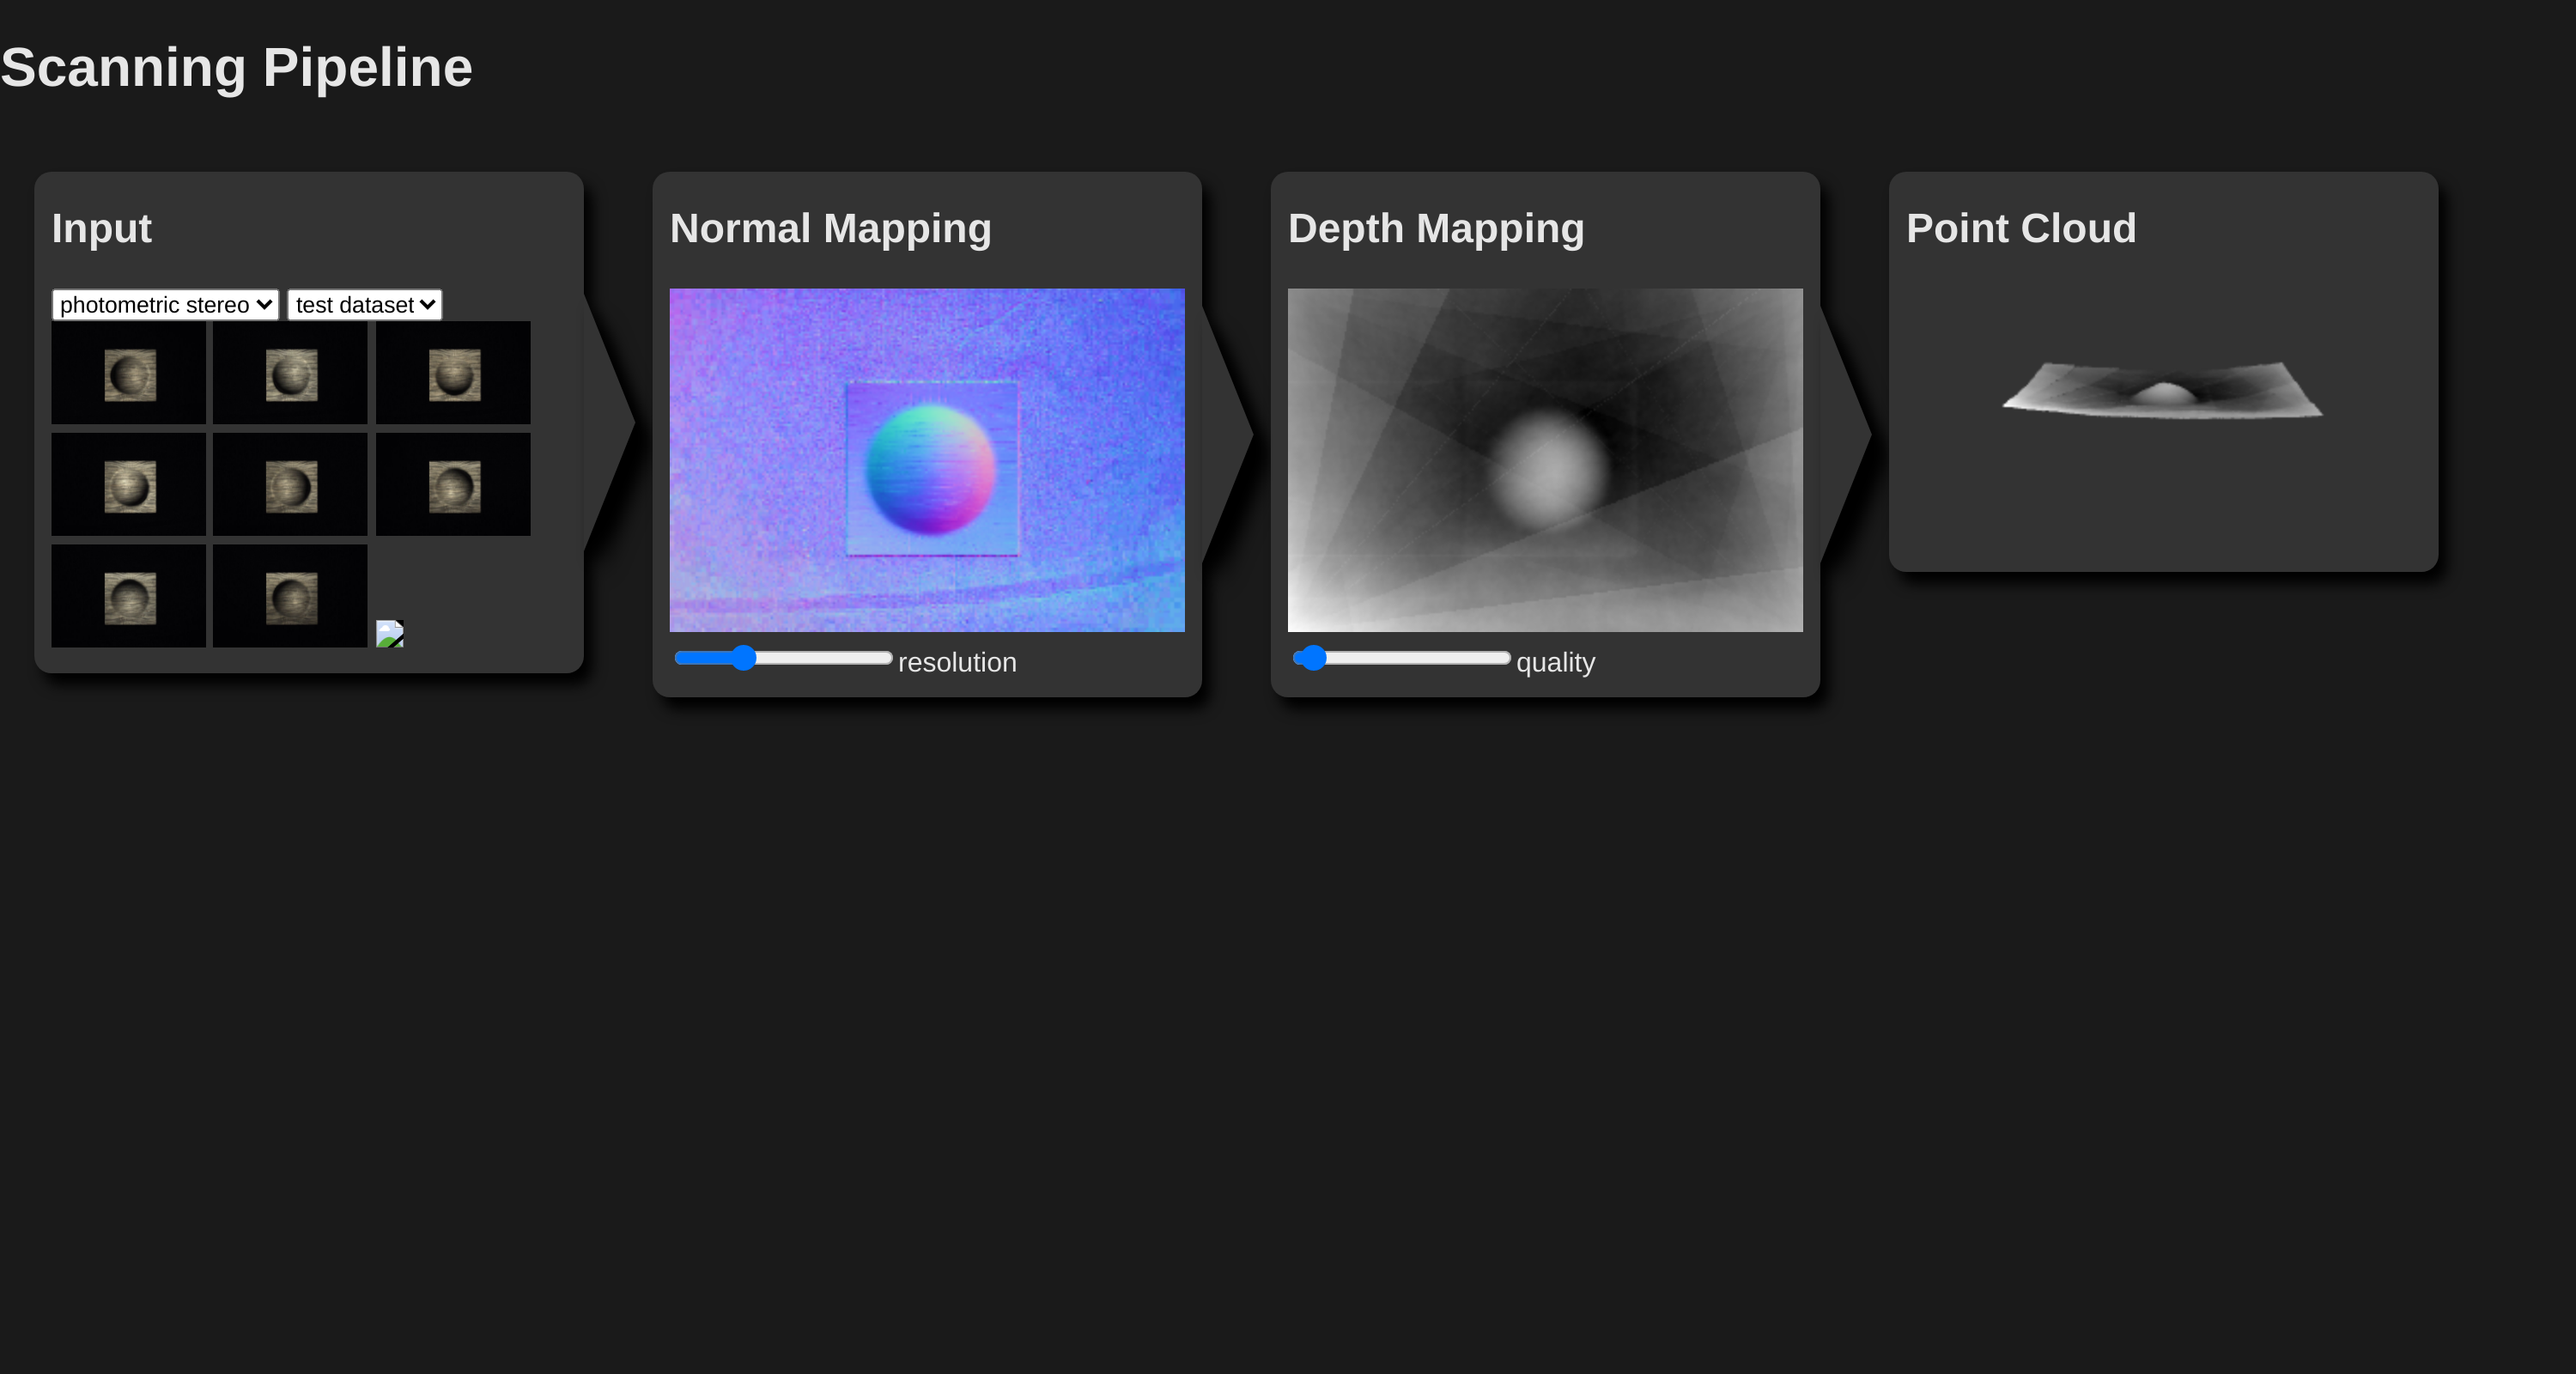 Scanning Pipeline
Input
photometric stereo test dataset
Normal Mapping
resolution
Depth Mapping
quality
Point Cloud